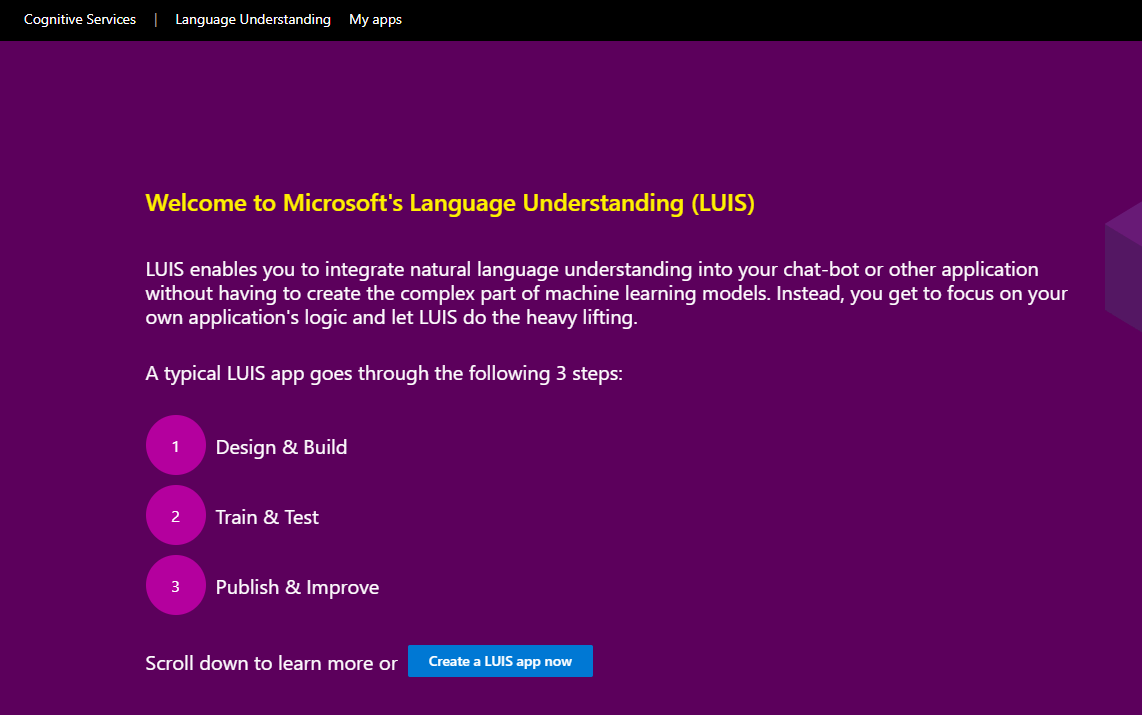 Cognitive Services | Language Understanding My apps
Welcome to Microsoft's Language Understanding (LUIS)
LUIS enables you to integrate natural language understanding into your chat-bot or other application
without having to create the complex part of machine learning models. Instead, you get to focus on your
own application's logic and let LUIS do the heavy lifting.
A typical LUIS app goes through the following 3 steps:
1 Design & Build
2 Train & Test
3 Publish & Improve
Scroll down to learn more or Create a LUIS app now